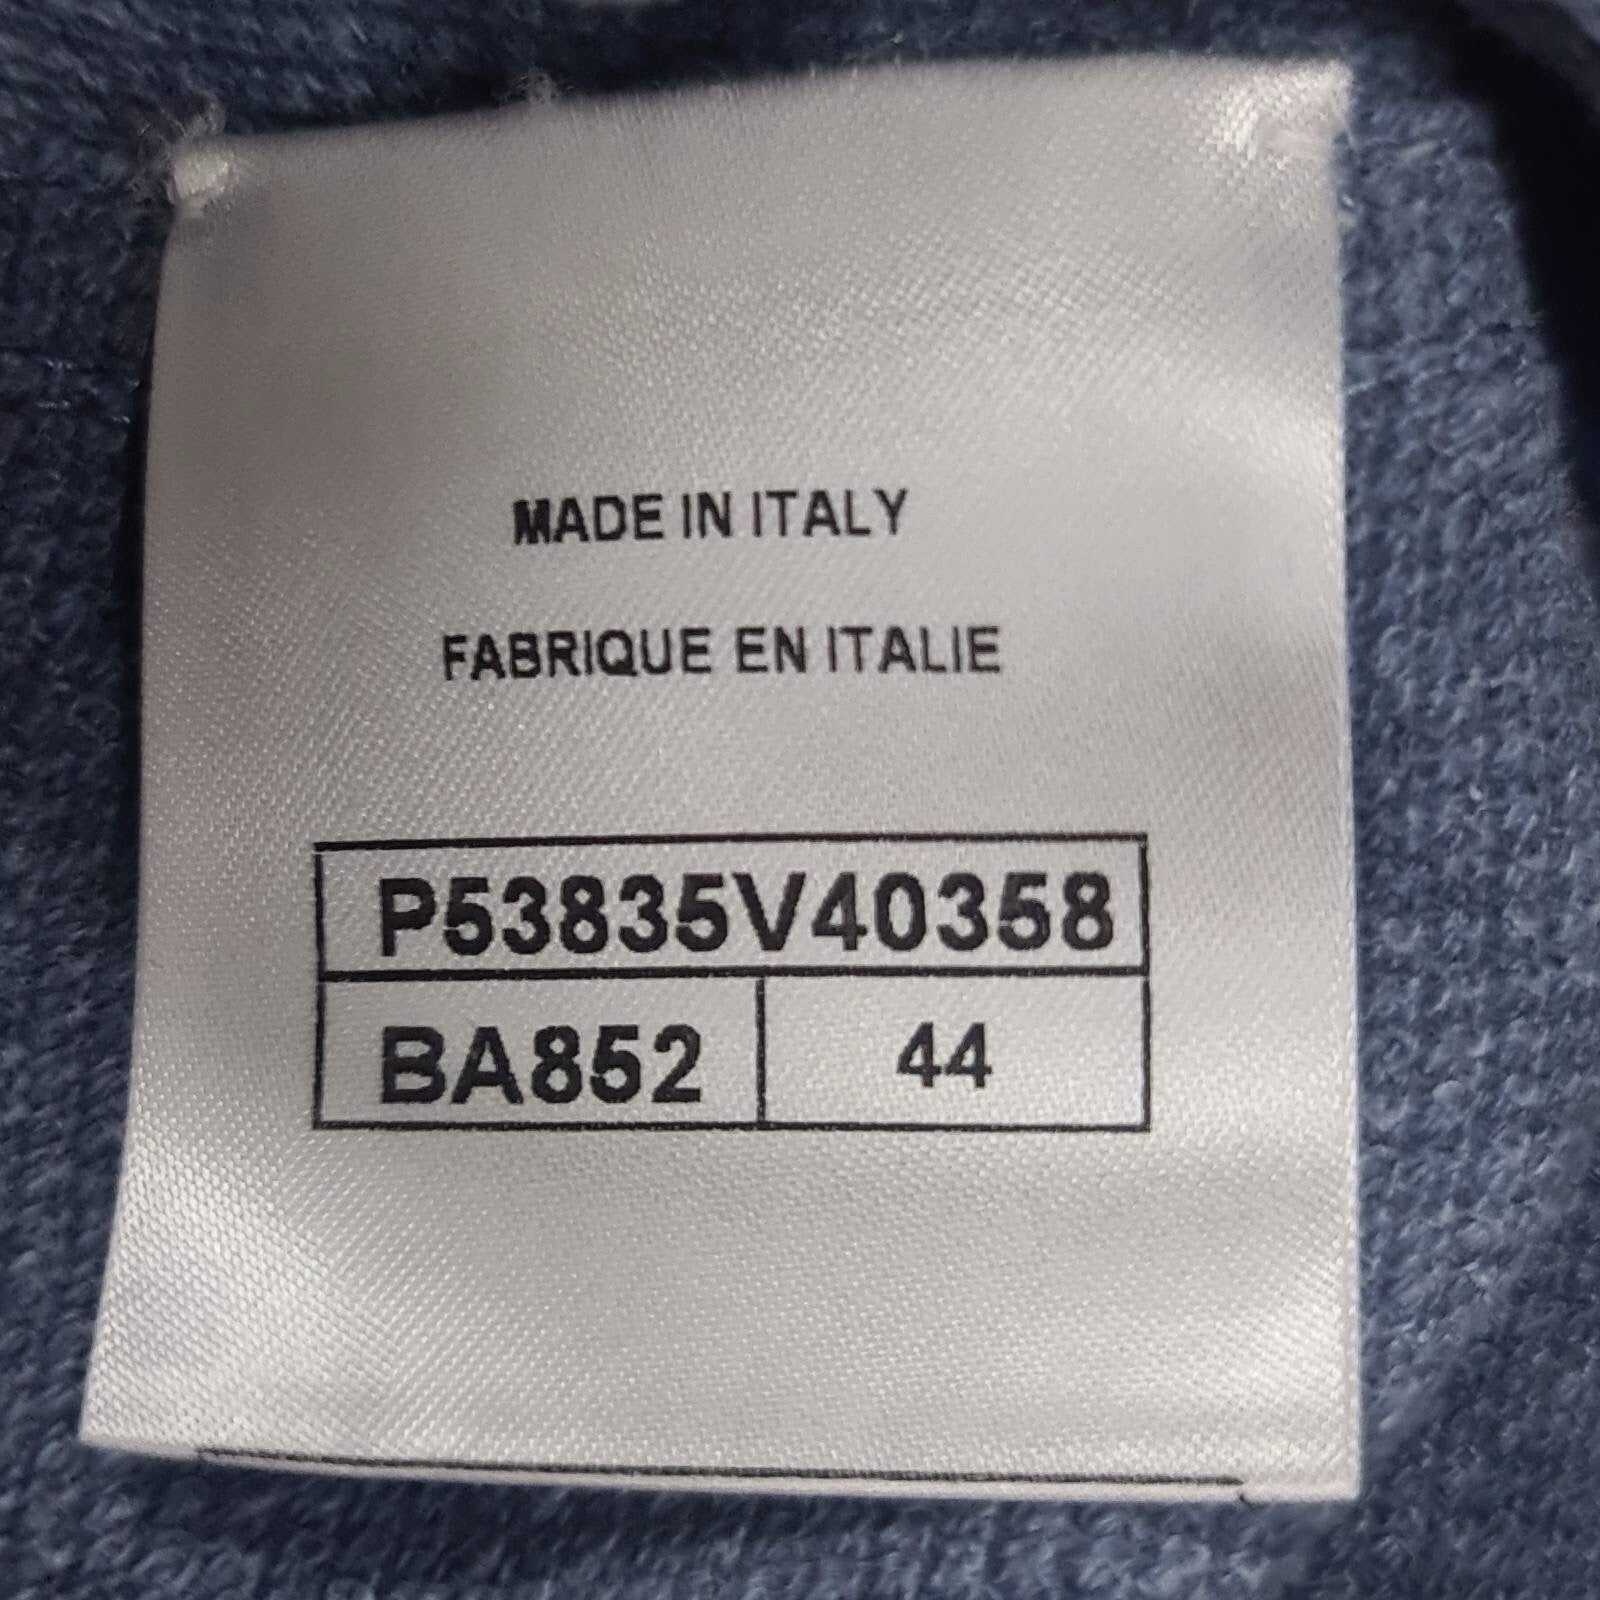 MADE IN ITALY
FABRIQUE EN ITALIE
P53835V40358
BA852 44